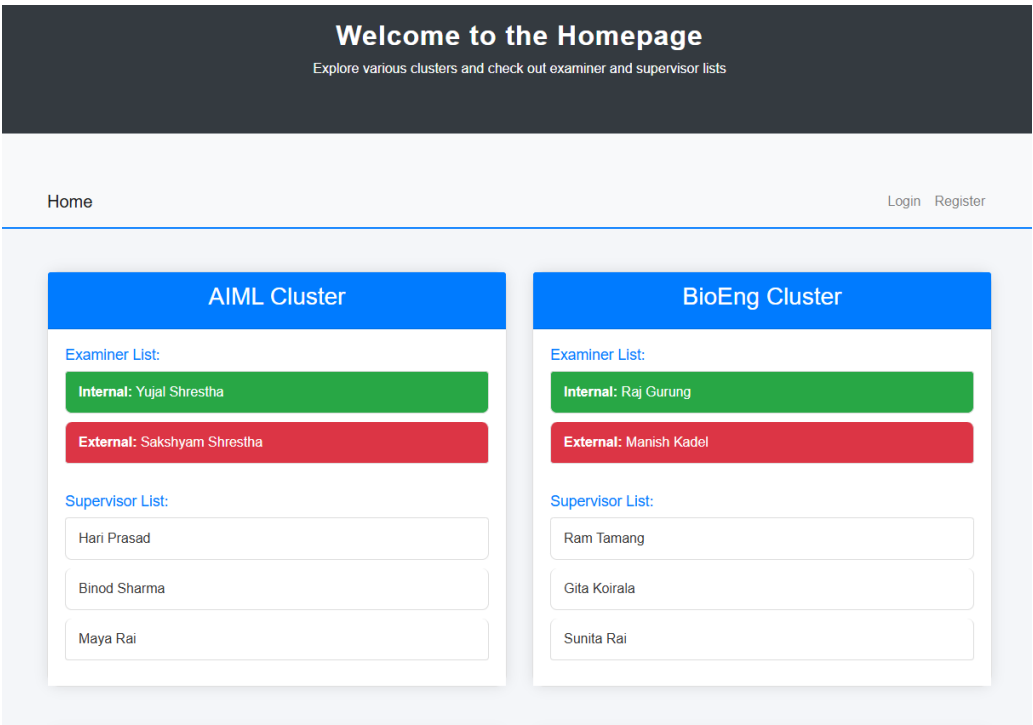 Welcome to the Homepage
Explore various clusters and check out examiner and supervisor lists
Home
Login Register
AIML Cluster
Examiner List:
Internal: Yujal Shrestha
External: Sakshyam Shrestha
Supervisor List:
Hari Prasad
Binod Sharma
Maya Rai
BioEng Cluster
Examiner List:
Internal: Raj Gurung
External: Manish Kadel
Supervisor List:
Ram Tamang
Gita Koirala
Sunita Rai